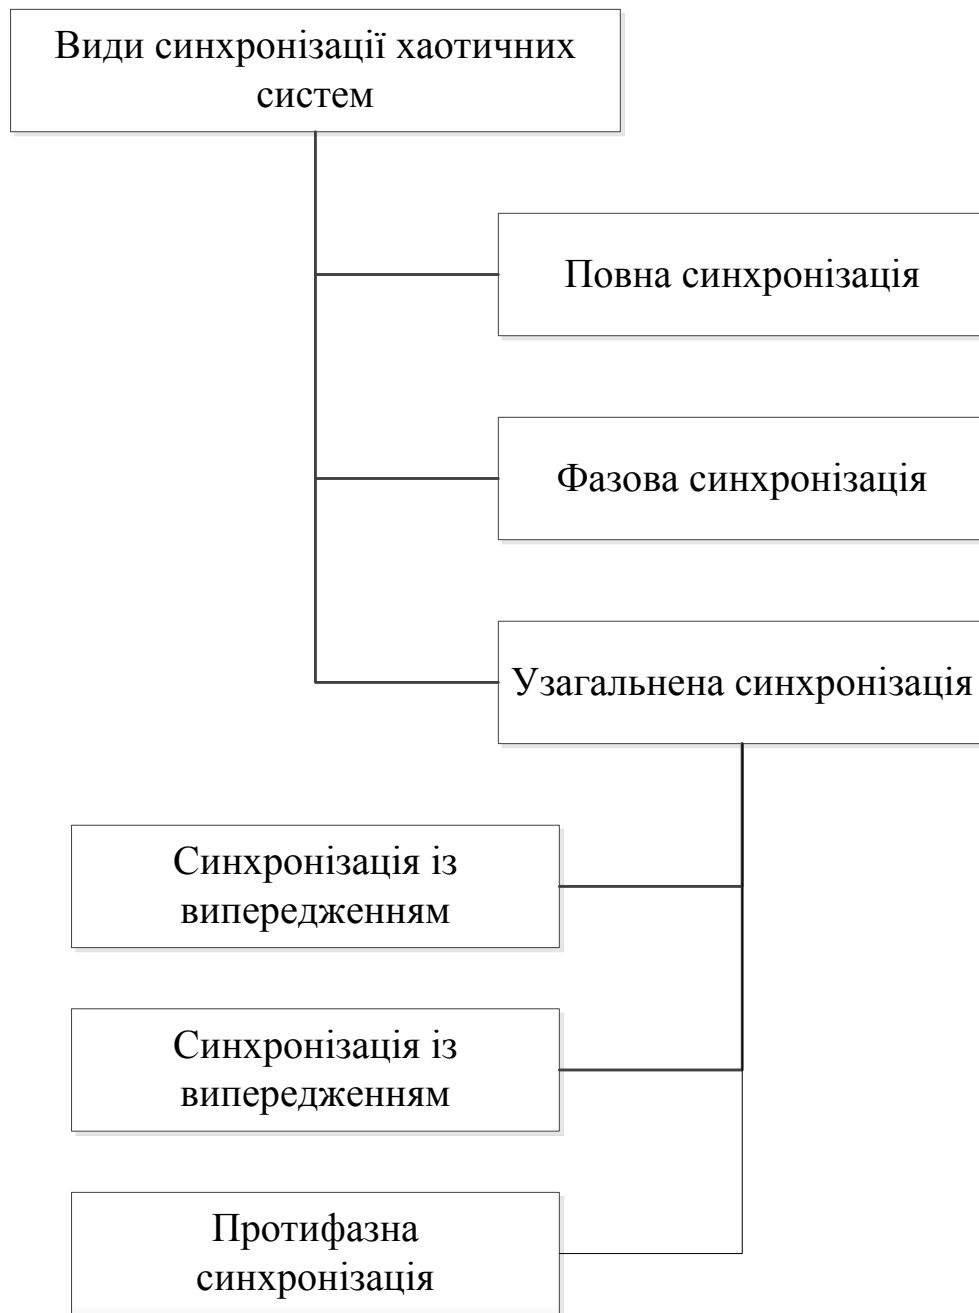 Види синхронізації хаотичних
систем
Повна синхронізація
Фазова синхронізація
Узагальнена синхронізація
Синхронізація із
випередженням
Синхронізація із
випередженням
Протифазна
синхронізація